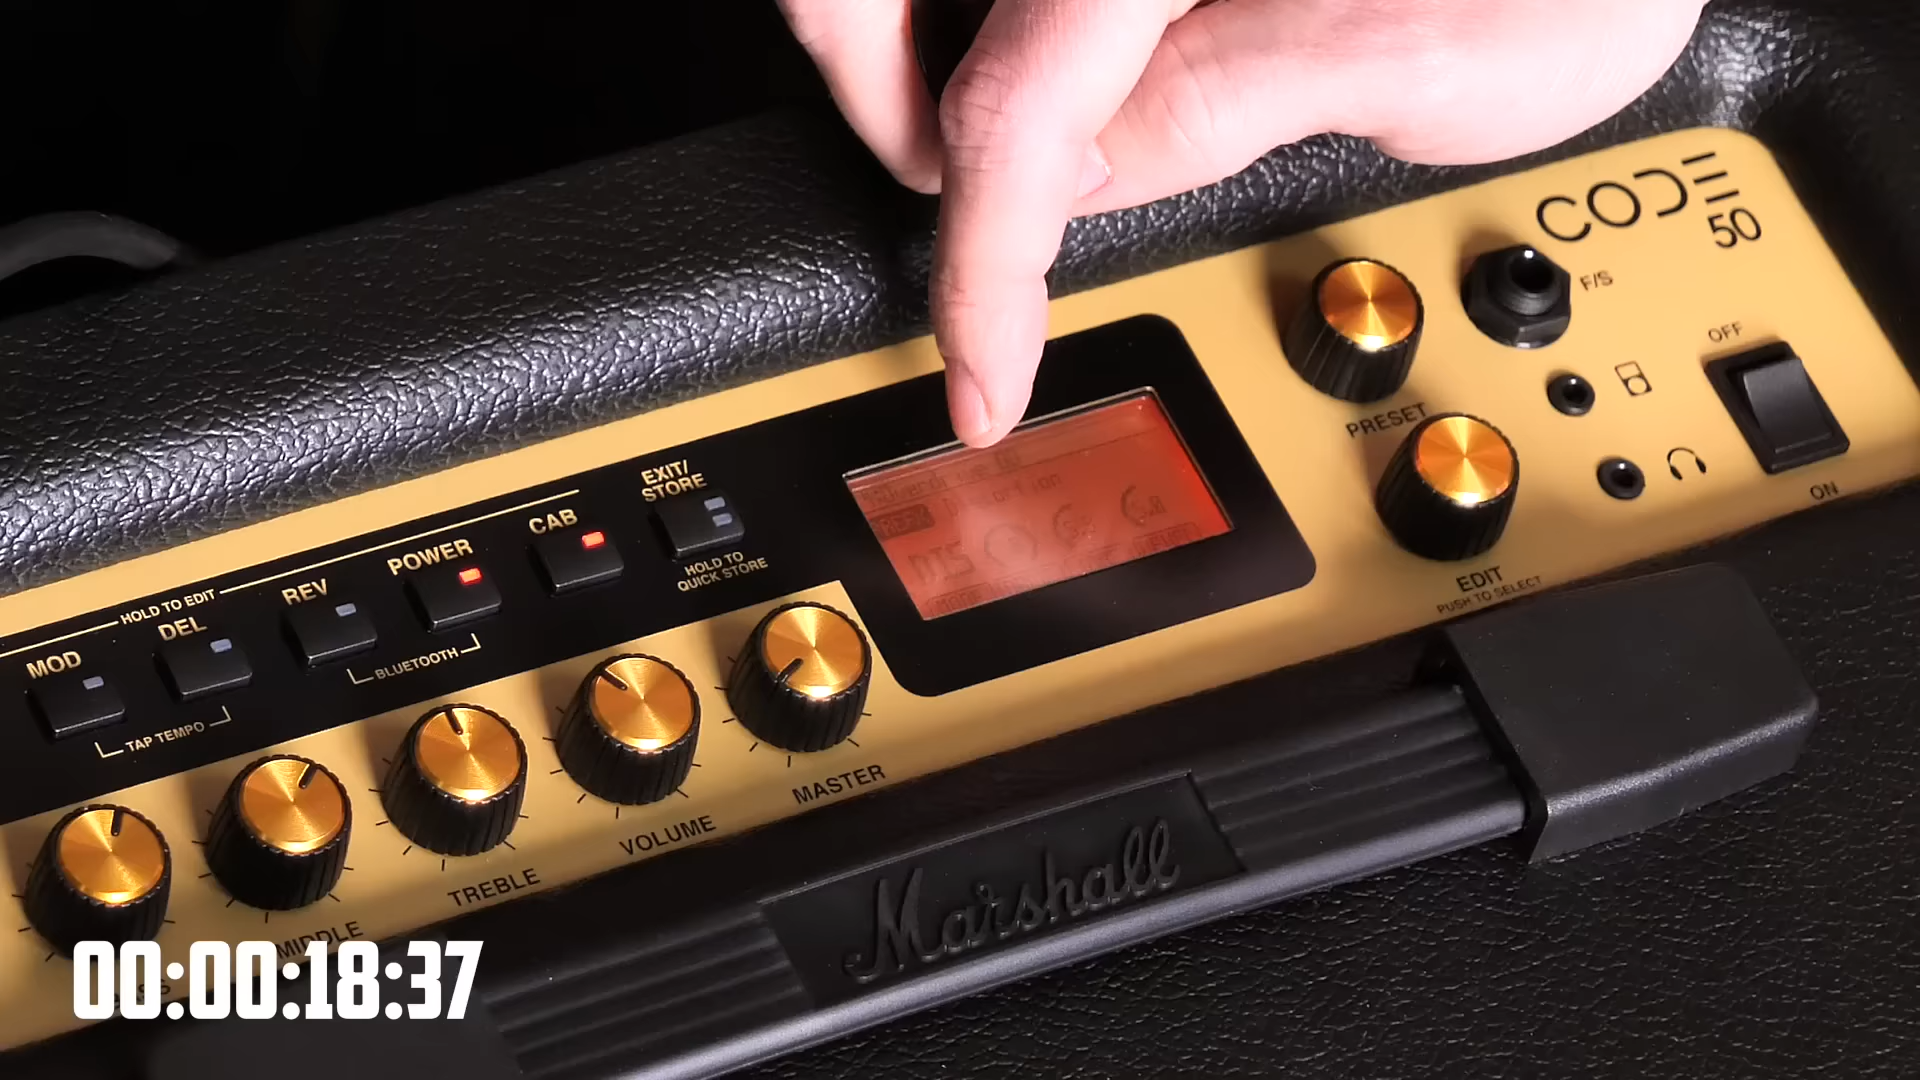 CODE
50
F/S
OFF
PRESET
ON
EDIT
PUSH TO SELECT
EXIT/
STORE
HOLD TO
QUICK STORE
CAB
POWER
HOLD TO EDIT
REV
DEL
MOD
BLUETOOTH
TAP TEMPO
MASTER
VOLUME
TREBLE
MIDDLE
Marshall
00:00:18:37